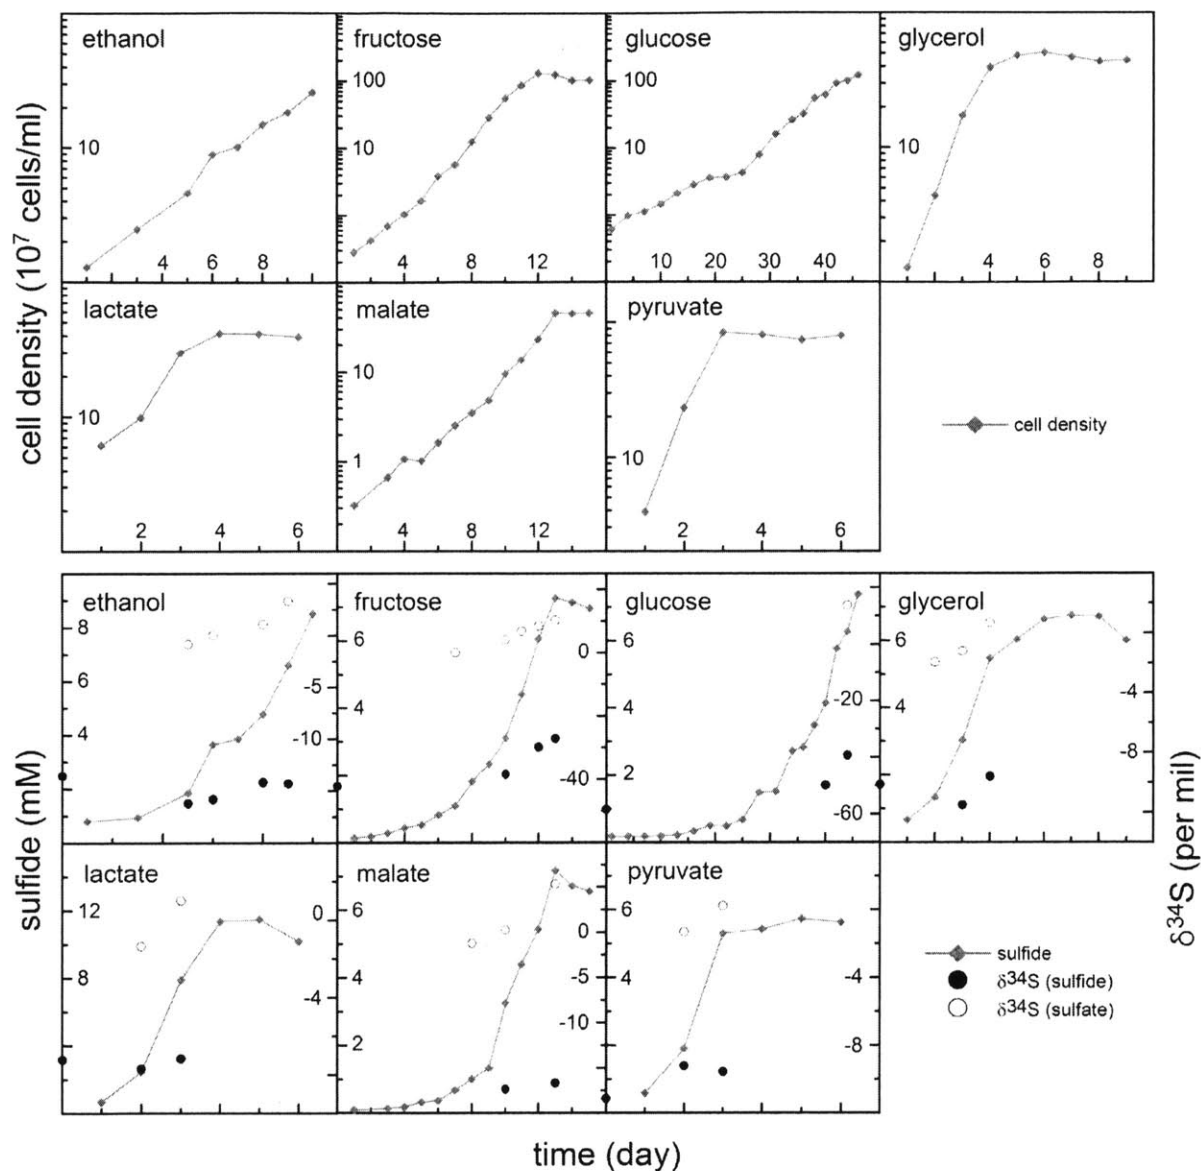 ethanol
fructose
glucose
glycerol
cell density (10⁷ cells/ml)
10
100
10
100
10
10
4 6 8
4 8 12
10 20 30 40
4 8
lactate
malate
pyruvate
10
10
1
10
cell density
2 4 6
4 8 12
2 4 6
ethanol
fructose
glucose
glycerol
sulfide (mM)
δ³⁴S (per mil)
8
4
-5
-10
6
4
0
-40
6
4
2
-20
-60
6
4
-4
-8
lactate
malate
pyruvate
12
8
4
0
-4
6
4
2
0
-5
-10
6
4
-4
-8
sulfide
δ³⁴S (sulfide)
δ³⁴S (sulfate)
time (day)